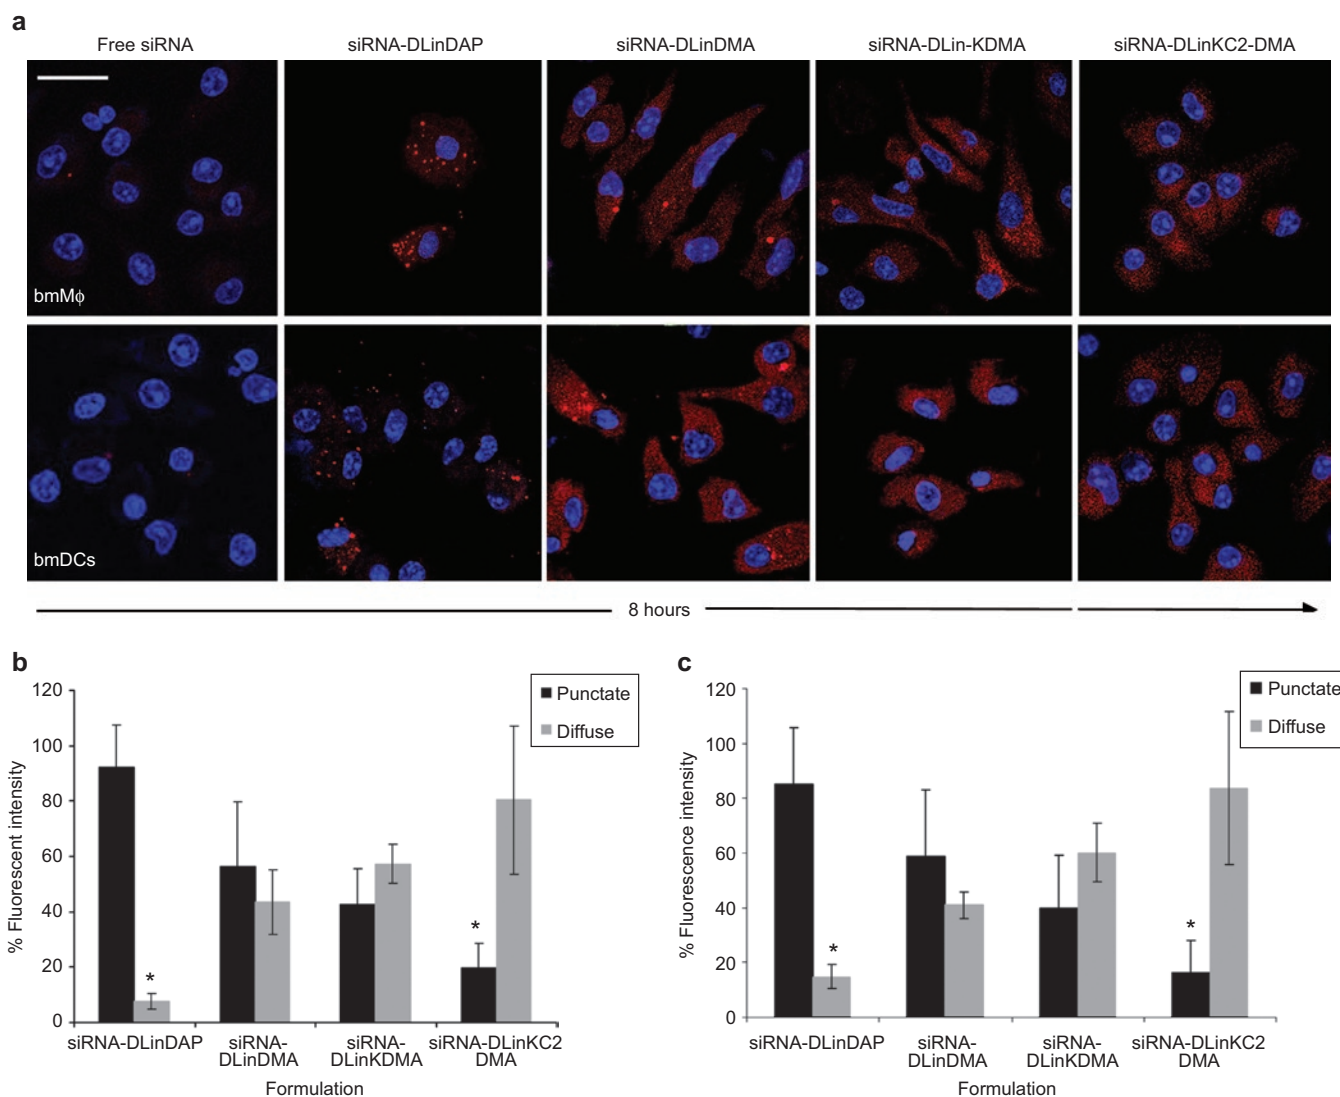 a
Free siRNA
siRNA-DLinDAP
siRNA-DLinDMA
siRNA-DLin-KDMA
siRNA-DLinKC2-DMA
bmMϕ
bmDCs
8 hours
b
120
100
80
60
40
20
0
% Fluorescent intensity
Punctate
Diffuse
*
*
siRNA-DLinDAP
siRNA-
DLinDMA
siRNA-
DLinKDMA
siRNA-DLinKC2
DMA
Formulation
c
120
100
80
60
40
20
0
% Fluorescence intensity
Punctate
Diffuse
*
*
siRNA-DLinDAP
siRNA-
DLinDMA
siRNA-
DLinKDMA
siRNA-DLinKC2
DMA
Formulation